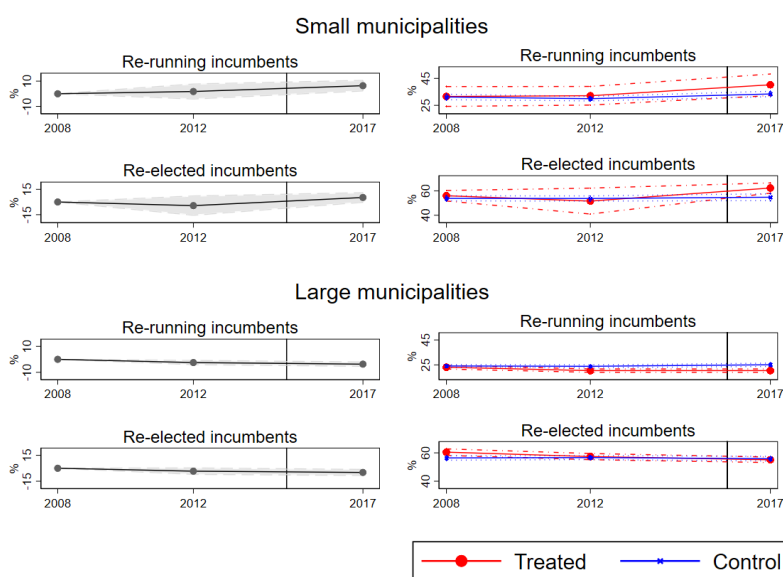 Small municipalities
Re-running incumbents
%
-10 10
2008 2012 2017
Re-running incumbents
%
25 45
2008 2012 2017
Re-elected incumbents
%
-15 15
2008 2012 2017
Re-elected incumbents
%
40 60
2008 2012 2017
Large municipalities
Re-running incumbents
%
-10 10
2008 2012 2017
Re-running incumbents
%
25 45
2008 2012 2017
Re-elected incumbents
%
-15 15
2008 2012 2017
Re-elected incumbents
%
40 60
2008 2012 2017
Treated Control